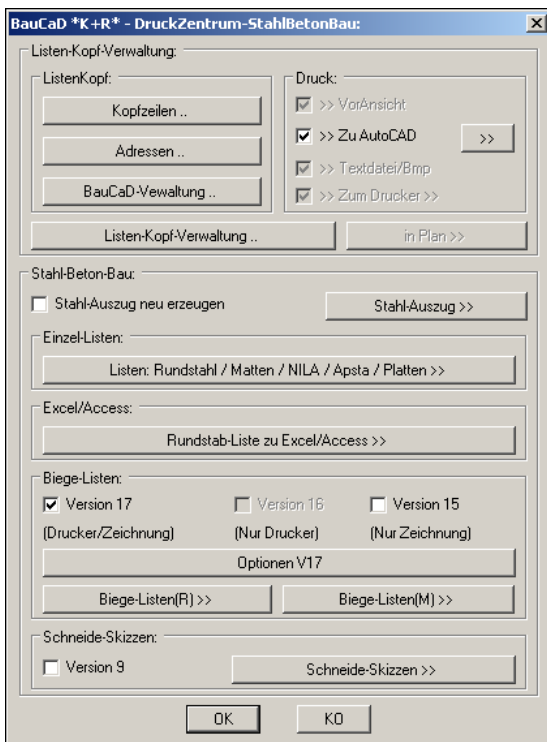 BauCaD *K+R* - DruckZentrum-StahlBetonBau:
Listen-Kopf-Verwaltung:
ListenKopf:
Kopfzeilen ..
Adressen ..
BauCaD-Vewaltung ..
Druck:
>> VorAnsicht
>> Zu AutoCAD
>>
>> Textdatei/Bmp
>> Zum Drucker >>
Listen-Kopf-Verwaltung ..
in Plan >>
Stahl-Beton-Bau:
Stahl-Auszug neu erzeugen
Stahl-Auszug >>
Einzel-Listen:
Listen: Rundstahl / Matten / NILA / Apsta / Platten >>
Excel/Access:
Rundstab-Liste zu Excel/Access >>
Biege-Listen:
Version 17
Version 16
Version 15
(Drucker/Zeichnung)
(Nur Drucker)
(Nur Zeichnung)
Optionen V17
Biege-Listen(R) >>
Biege-Listen(M) >>
Schneide-Skizzen:
Version 9
Schneide-Skizzen >>
OK
KO